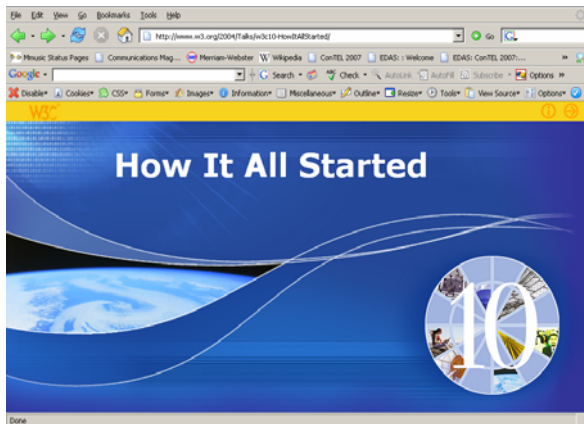 File Edit View Go Bookmarks Tools Help
http://www.w3.org/2004/Talks/w3c10-HowItAllStarted/ Go
Mmusic Status Pages Communications Mag... Merriam-Webster Wikipedia ConTEL 2007 EDAS: : Welcome EDAS: ConTEL 2007:... »
Google Search Check AutoLink AutoFill Subscribe Options »
Disable Cookies CSS Forms Images Information Miscellaneous Outline Resize Tools View Source Options
W3C
How It All Started
10
Done